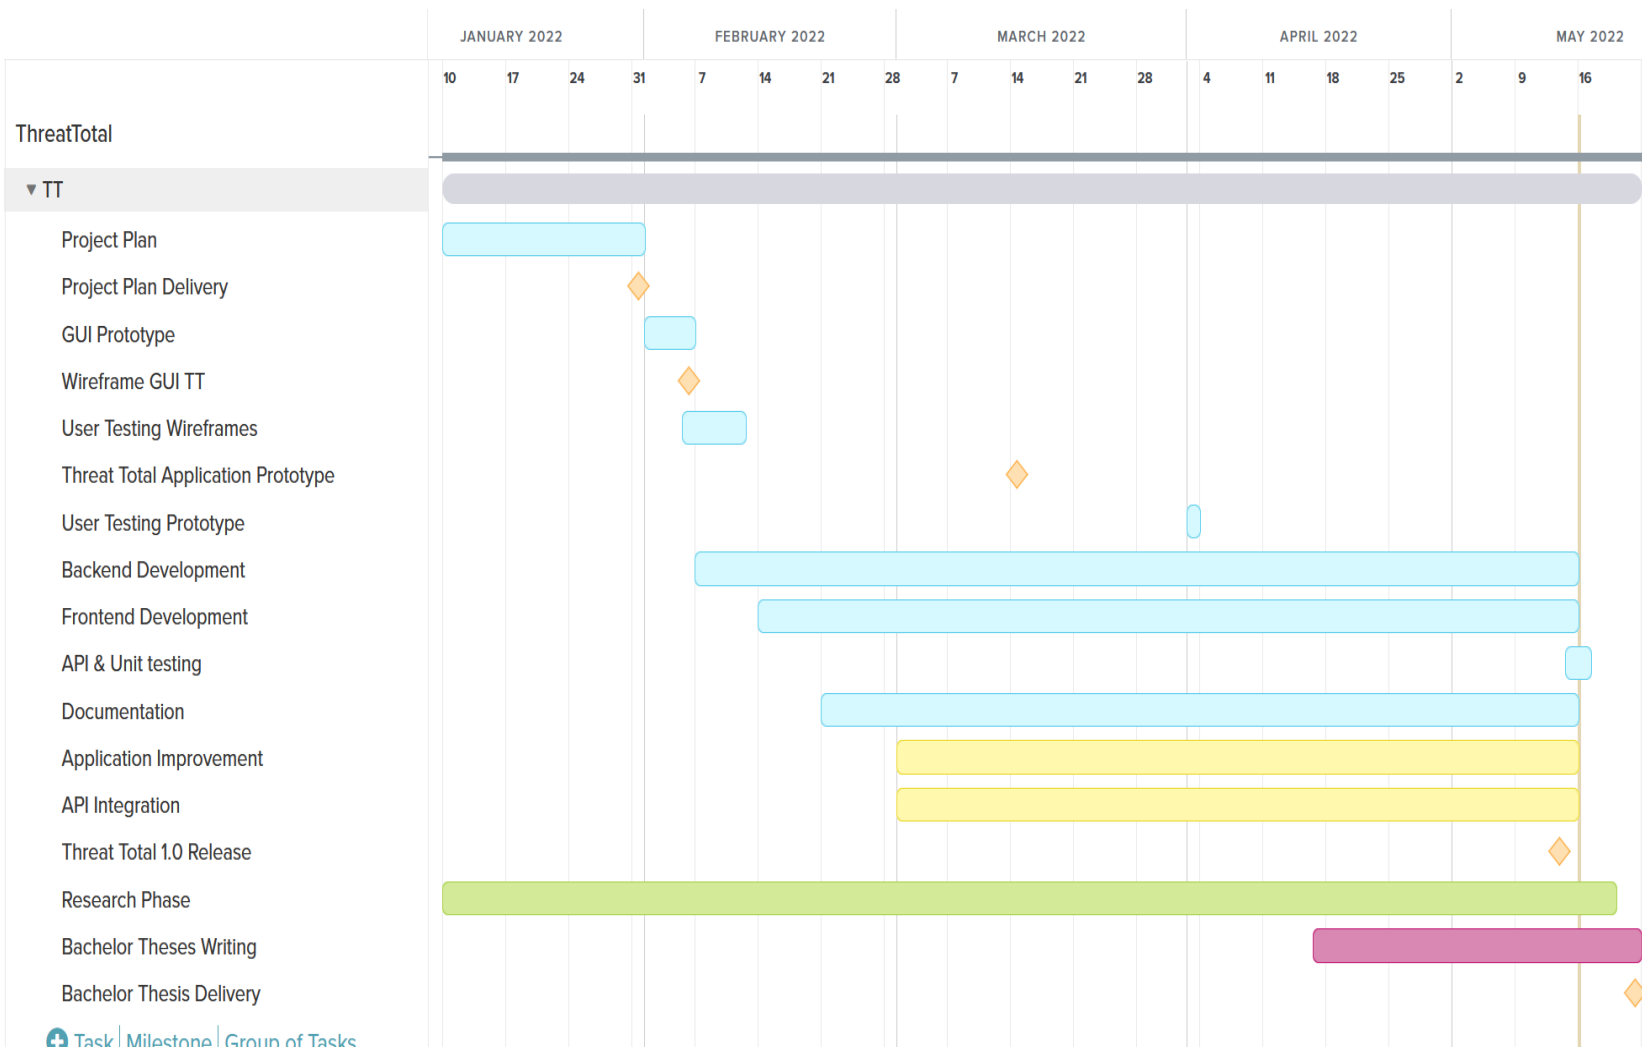 JANUARY 2022 FEBRUARY 2022 MARCH 2022 APRIL 2022 MAY 2022
10 17 24 31 7 14 21 28 7 14 21 28 4 11 18 25 2 9 16
ThreatTotal
TT
Project Plan
Project Plan Delivery
GUI Prototype
Wireframe GUI TT
User Testing Wireframes
Threat Total Application Prototype
User Testing Prototype
Backend Development
Frontend Development
API & Unit testing
Documentation
Application Improvement
API Integration
Threat Total 1.0 Release
Research Phase
Bachelor Theses Writing
Bachelor Thesis Delivery
Task Milestone Group of Tasks